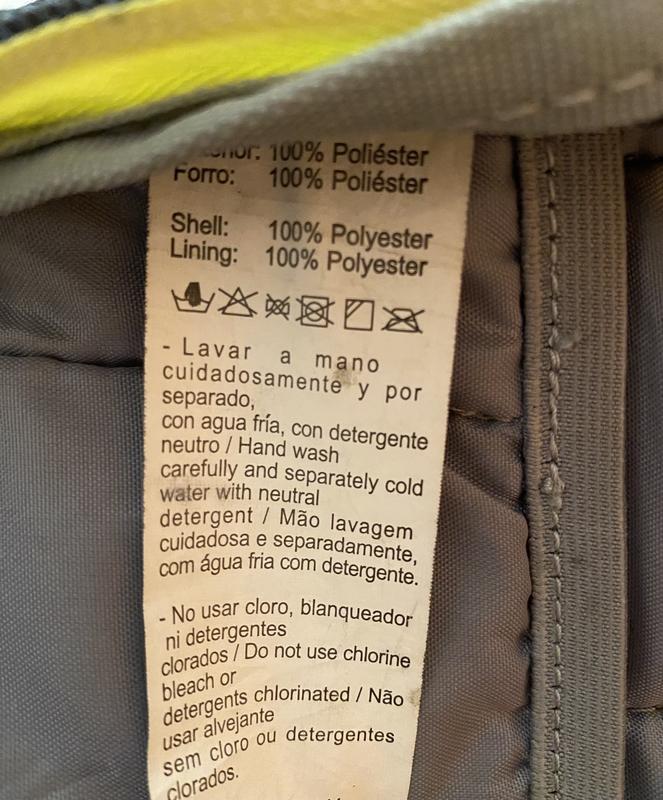 100% Poliéster
Forro: 100% Poliéster
Shell: 100% Polyester
Lining: 100% Polyester
- Lavar a mano
cuidadosamente y por
separado,
con agua fría, con detergente
neutro / Hand wash
carefully and separately cold
water with neutral
detergent / Mão lavagem
cuidadosa e separadamente,
com água fria com detergente.
- No usar cloro, blanqueador
ni detergentes
clorados / Do not use chlorine
bleach or
detergents chlorinated / Não
usar alvejante
sem cloro ou detergentes
clorados.